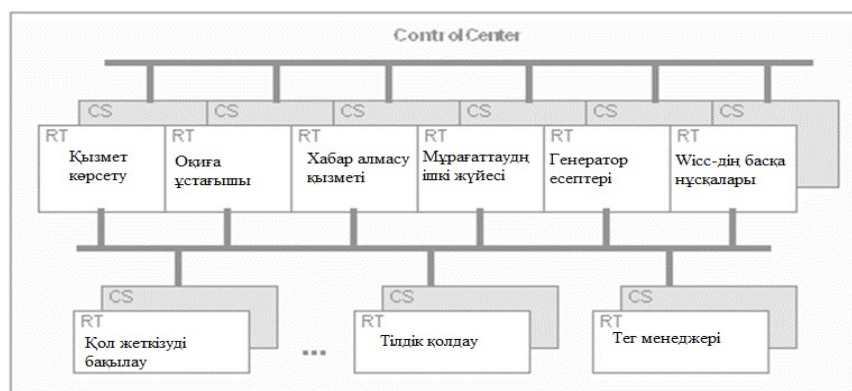 Control Center
CS CS CS CS CS CS
RT RT RT RT RT RT
Қызмет
көрсету
Оқиға
ұстағышы
Хабар алмасу
қызметі
Мұрағаттаудң
ішкі жүйесі
Генератор
есептері
Wicc-дің басқа
нұсқалары
CS CS CS
RT RT RT
Қол жеткізуді
бақылау
...
Тілдік қолдау
Тег менеджері